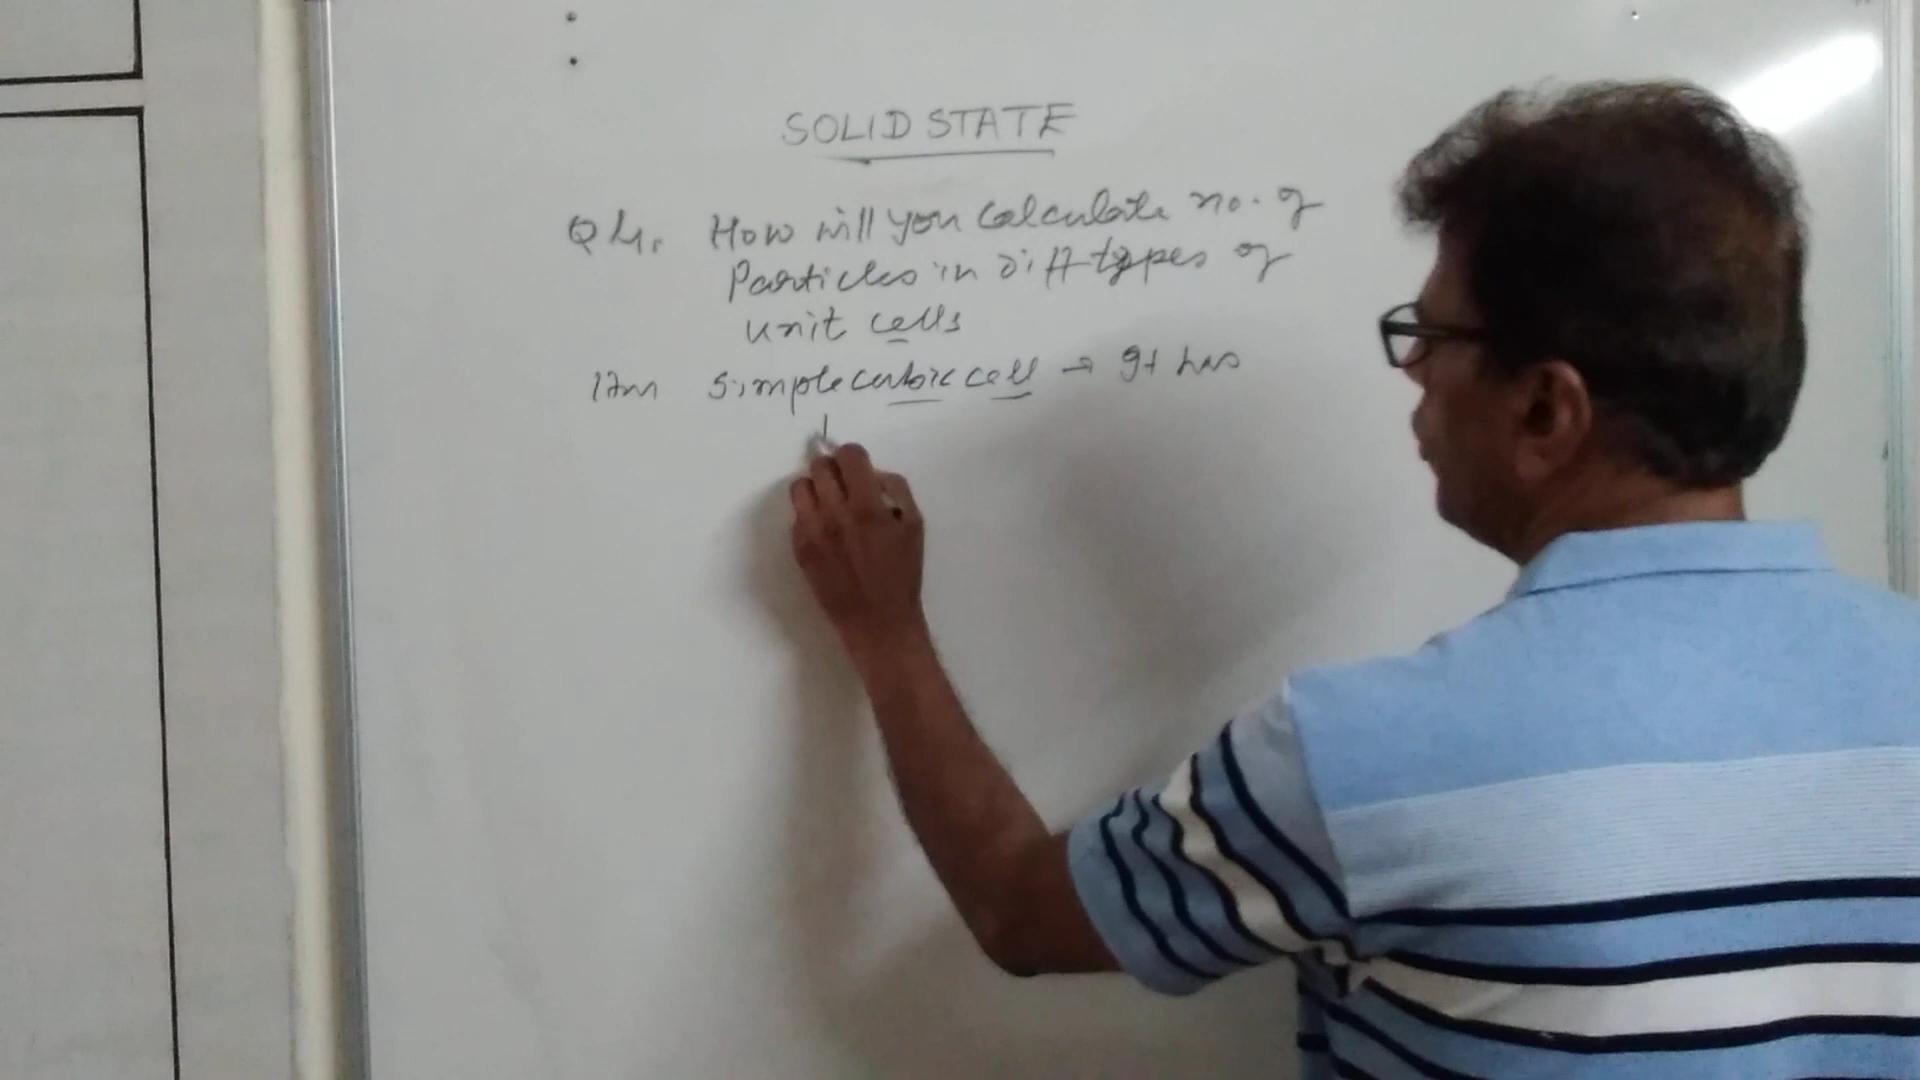 SOLID STATE
Q4. How will you calculate no. of
Particles in diff types of
unit cells
simple cubic cell → It has